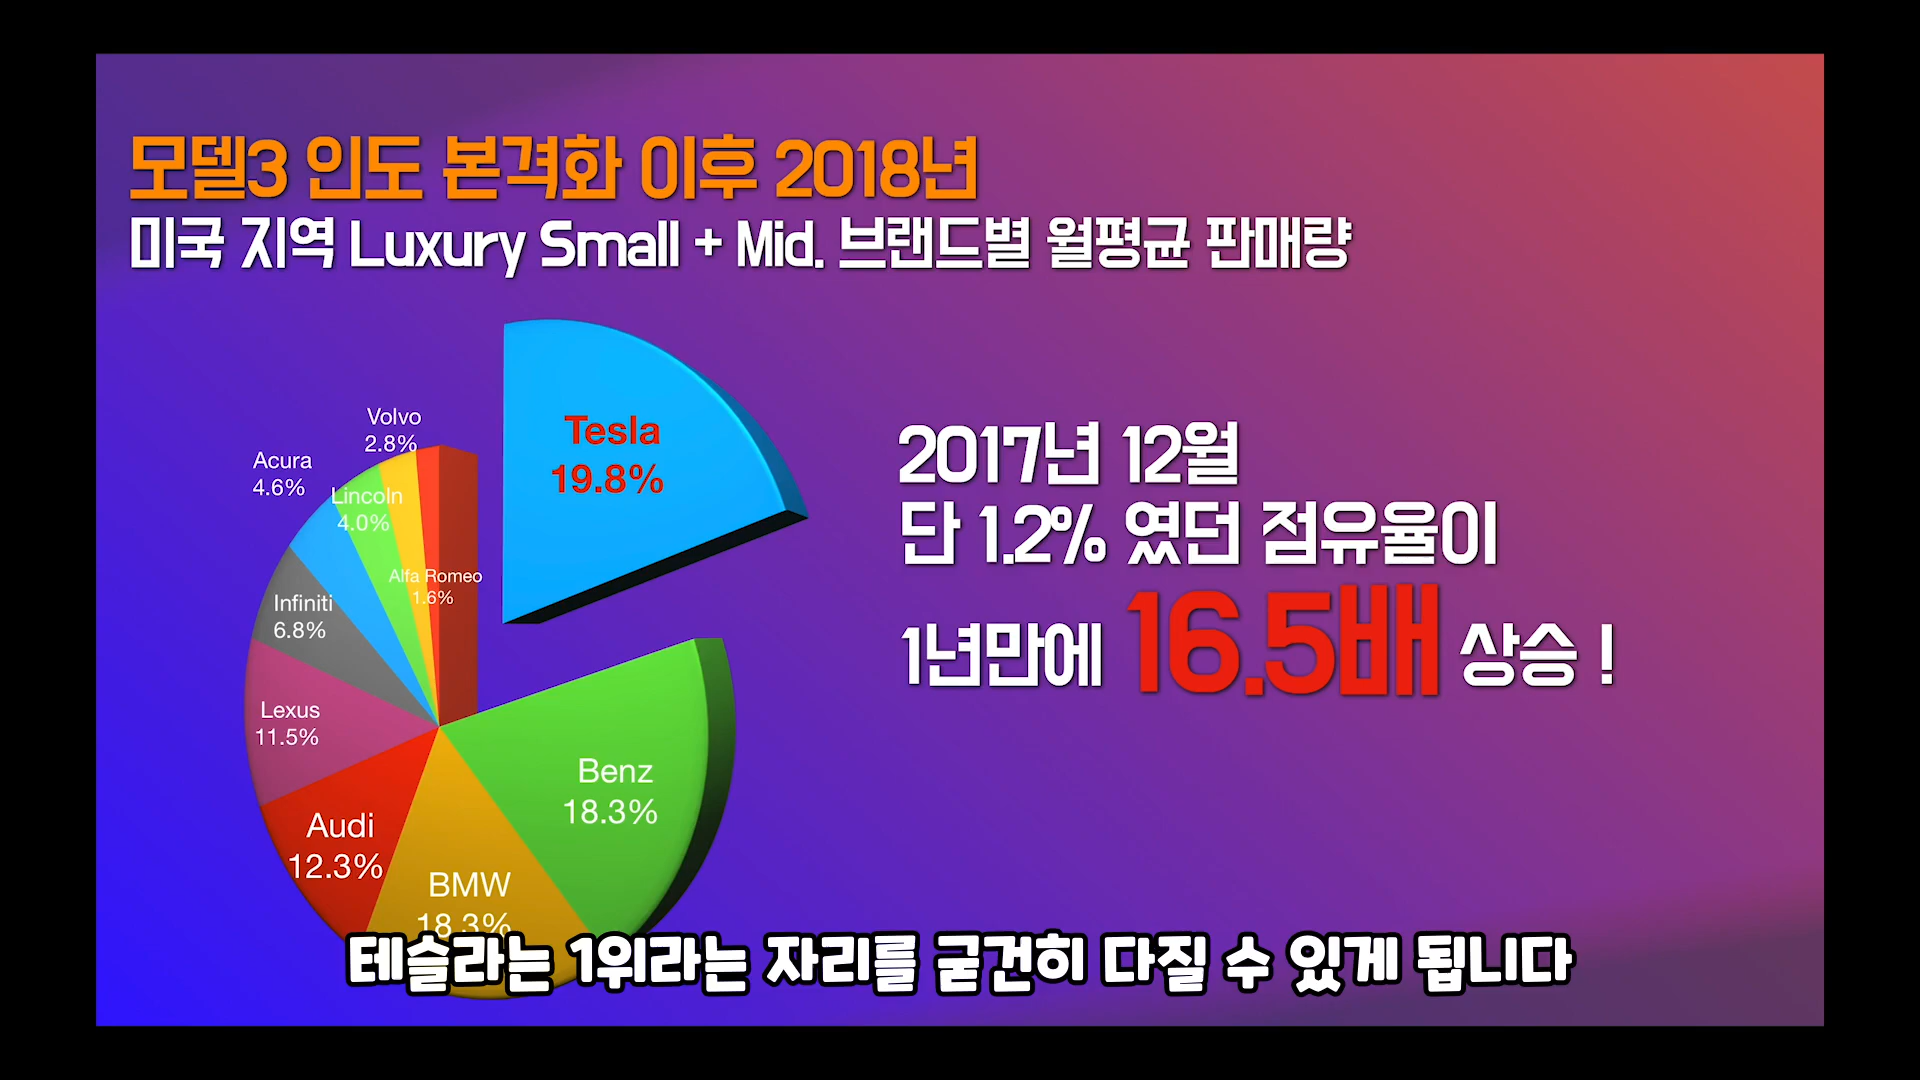 모델3 인도 본격화 이후 2018년
미국 지역 Luxury Small + Mid. 브랜드별 월평균 판매량
Tesla
19.8%
Volvo
2.8%
Acura
4.6%
Lincoln
4.0%
Alfa Romeo
1.6%
Infiniti
6.8%
Lexus
11.5%
Audi
12.3%
BMW
18.3%
Benz
18.3%
2017년 12월
단 1.2% 였던 점유율이
1년만에 16.5배 상승 !
테슬라는 1위라는 자리를 굳건히 다질 수 있게 됩니다